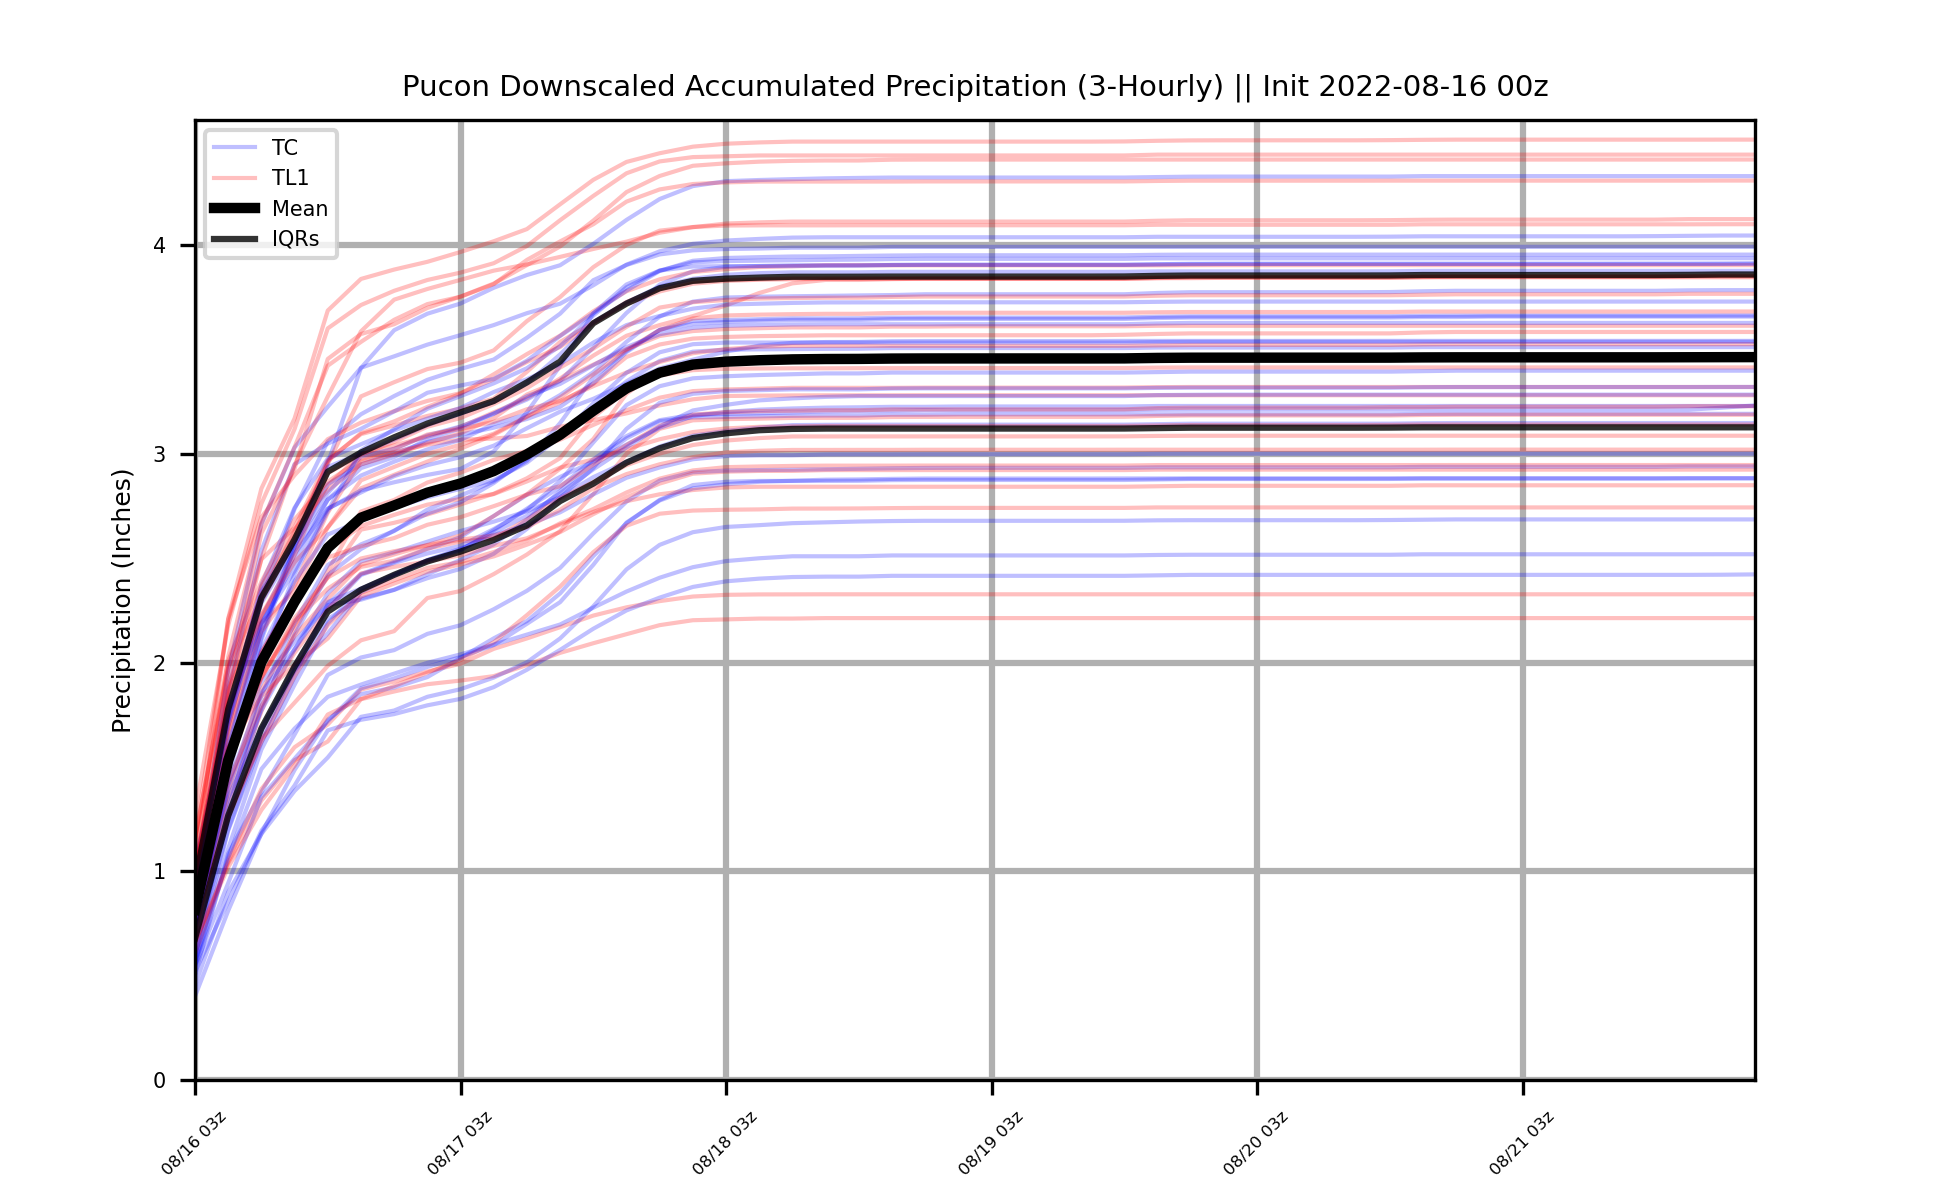 Pucon Downscaled Accumulated Precipitation (3-Hourly) || Init 2022-08-16 00z
TC
TL1
Mean
IQRs
Precipitation (Inches)
4
3
2
1
0
08/16 03z
08/17 03z
08/18 03z
08/19 03z
08/20 03z
08/21 03z